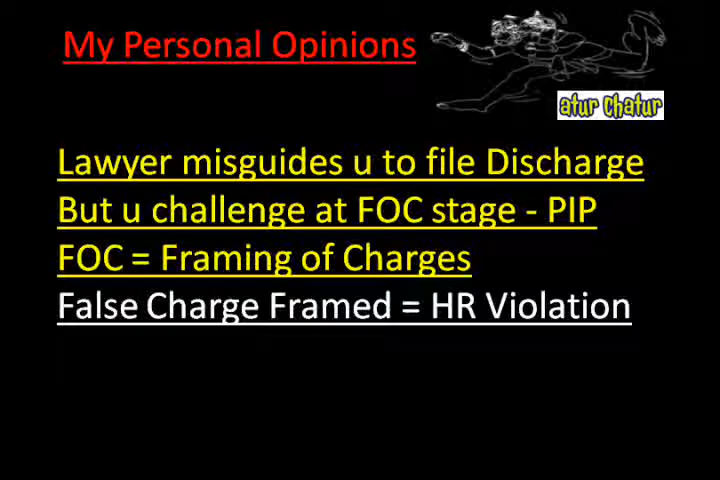 My Personal Opinions
atur chatur
Lawyer misguides u to file Discharge
But u challenge at FOC stage - PIP
FOC = Framing of Charges
False Charge Framed = HR Violation